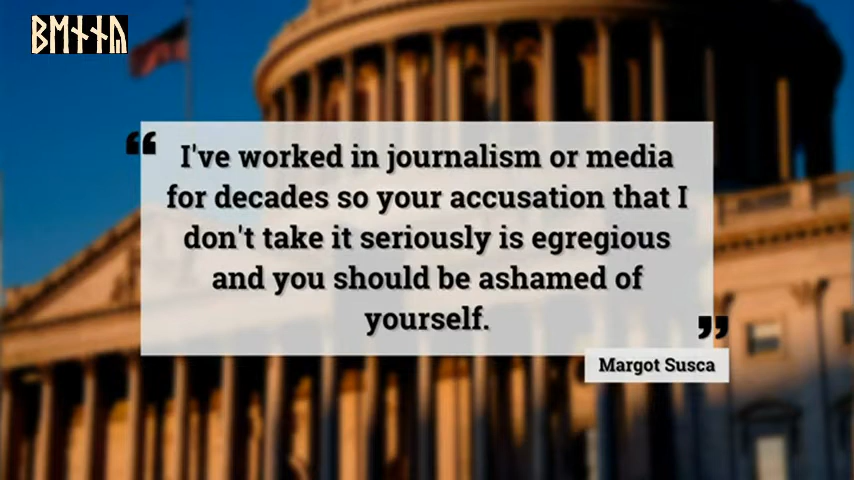 ᛒᛖᚾᚾᚤ
“
I've worked in journalism or media
for decades so your accusation that I
don't take it seriously is egregious
and you should be ashamed of
yourself.
”
Margot Susca